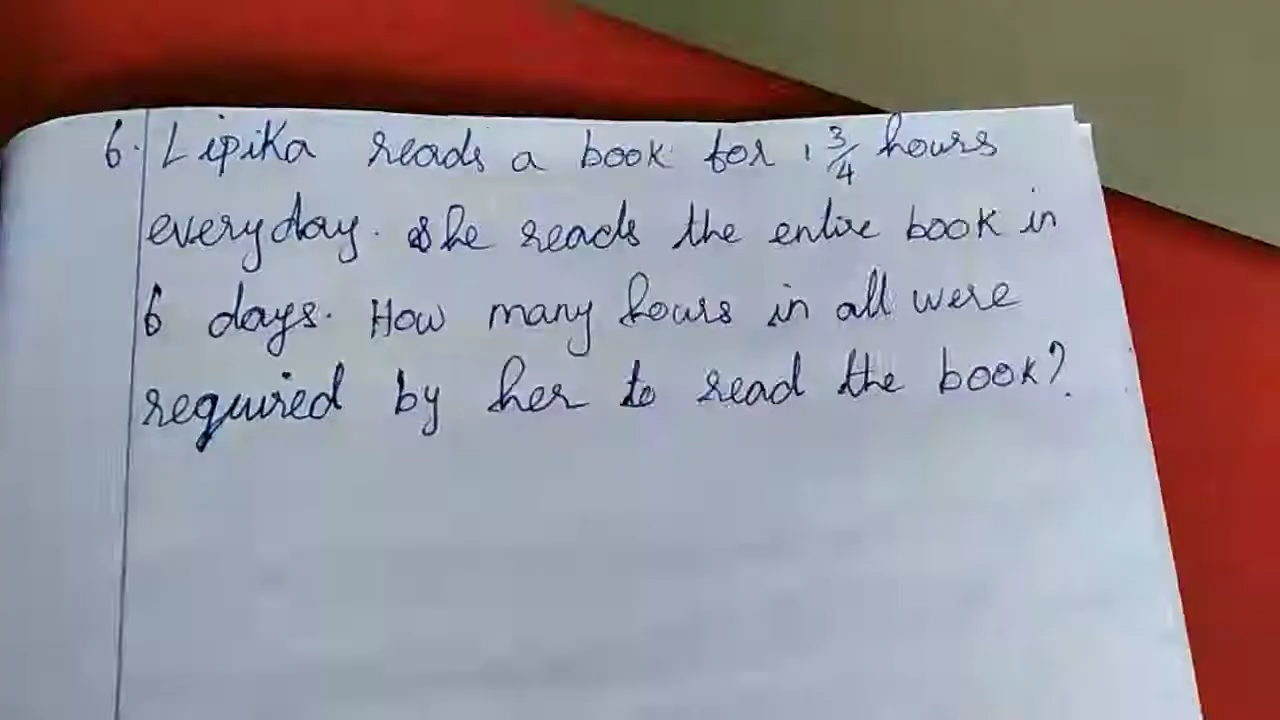 6. Lipika reads a book for 1 3/4 hours
everyday. She reads the entire book in
6 days. How many hours in all were
required by her to read the book?